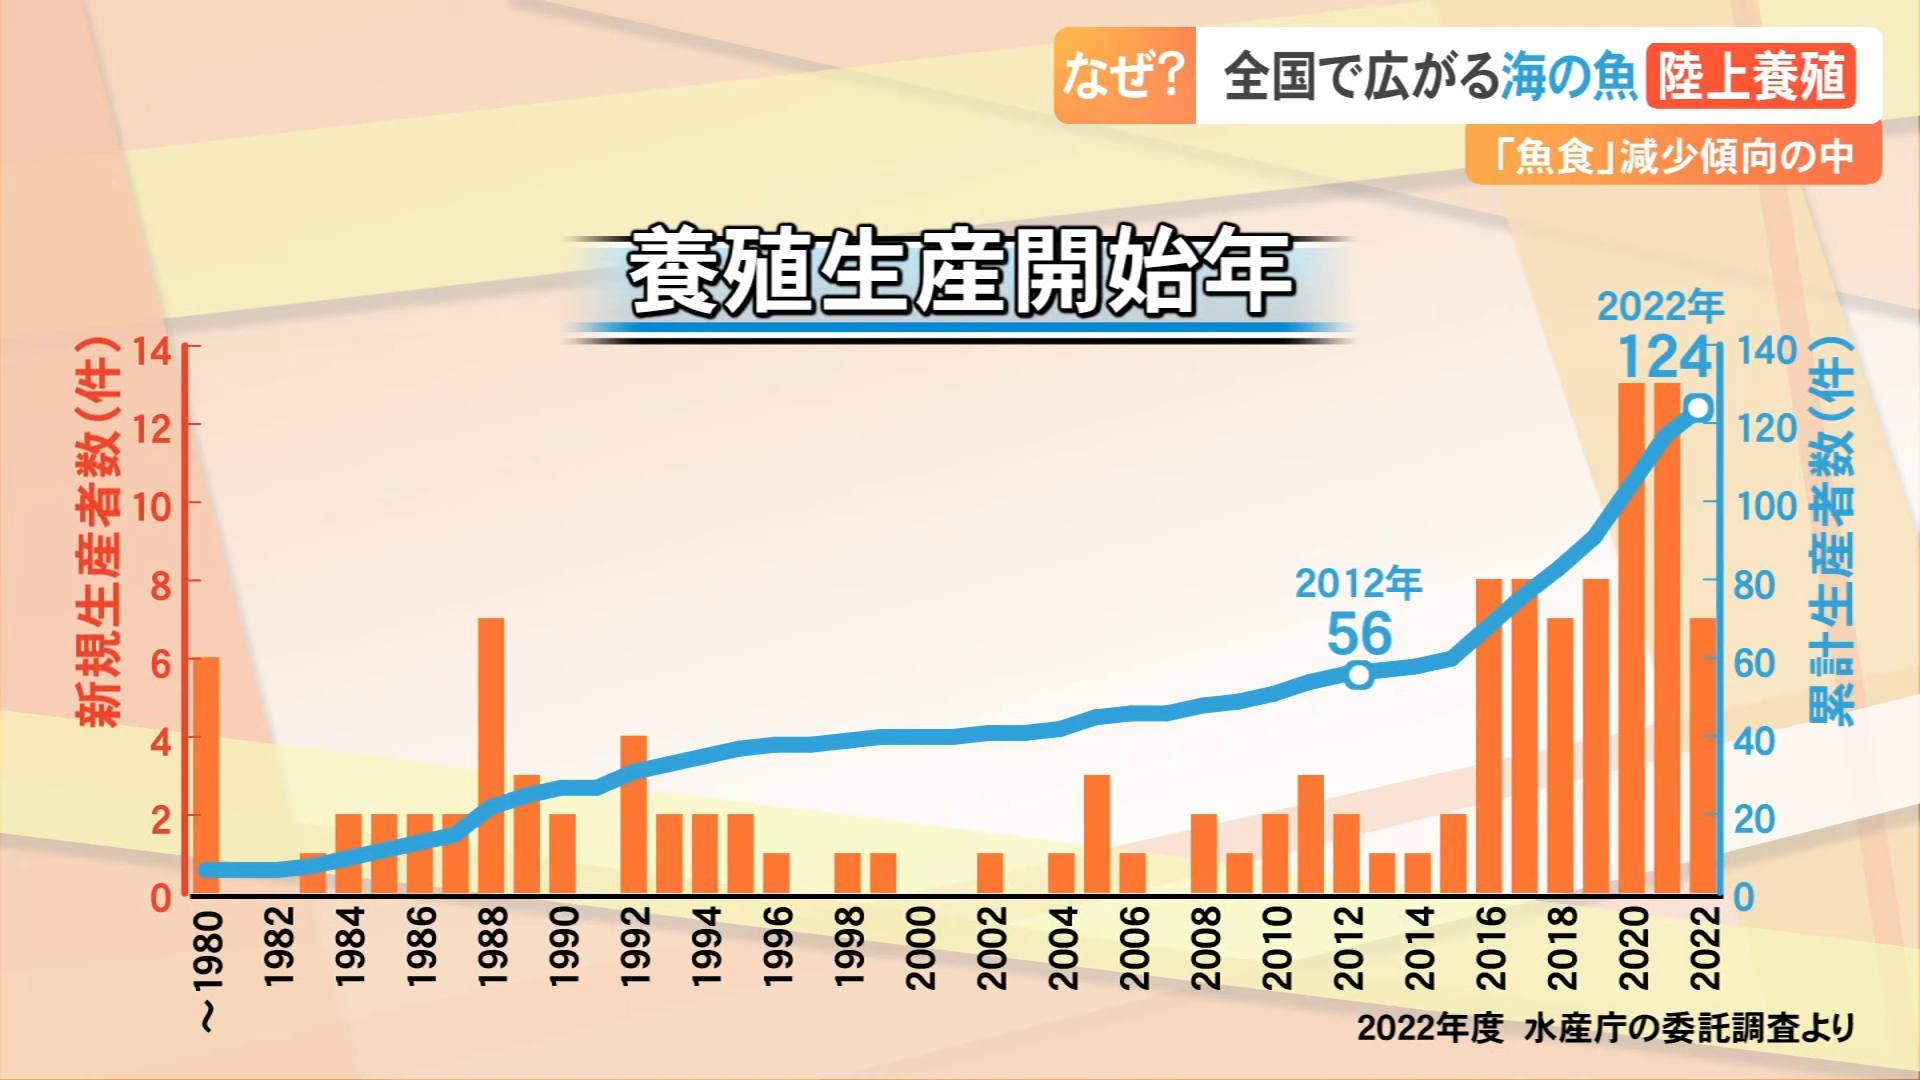 なぜ？
全国で広がる海の魚 陸上養殖
「魚食」減少傾向の中
養殖生産開始年
新規生産者数（件）
14
12
10
8
6
4
2
0
2012年
56
2022年
124
140
120
100
80
60
40
20
0
累計生産者数（件）
～1980 1982 1984 1986 1988 1990 1992 1994 1996 1998 2000 2002 2004 2006 2008 2010 2012 2014 2016 2018 2020 2022
2022年度 水産庁の委託調査より